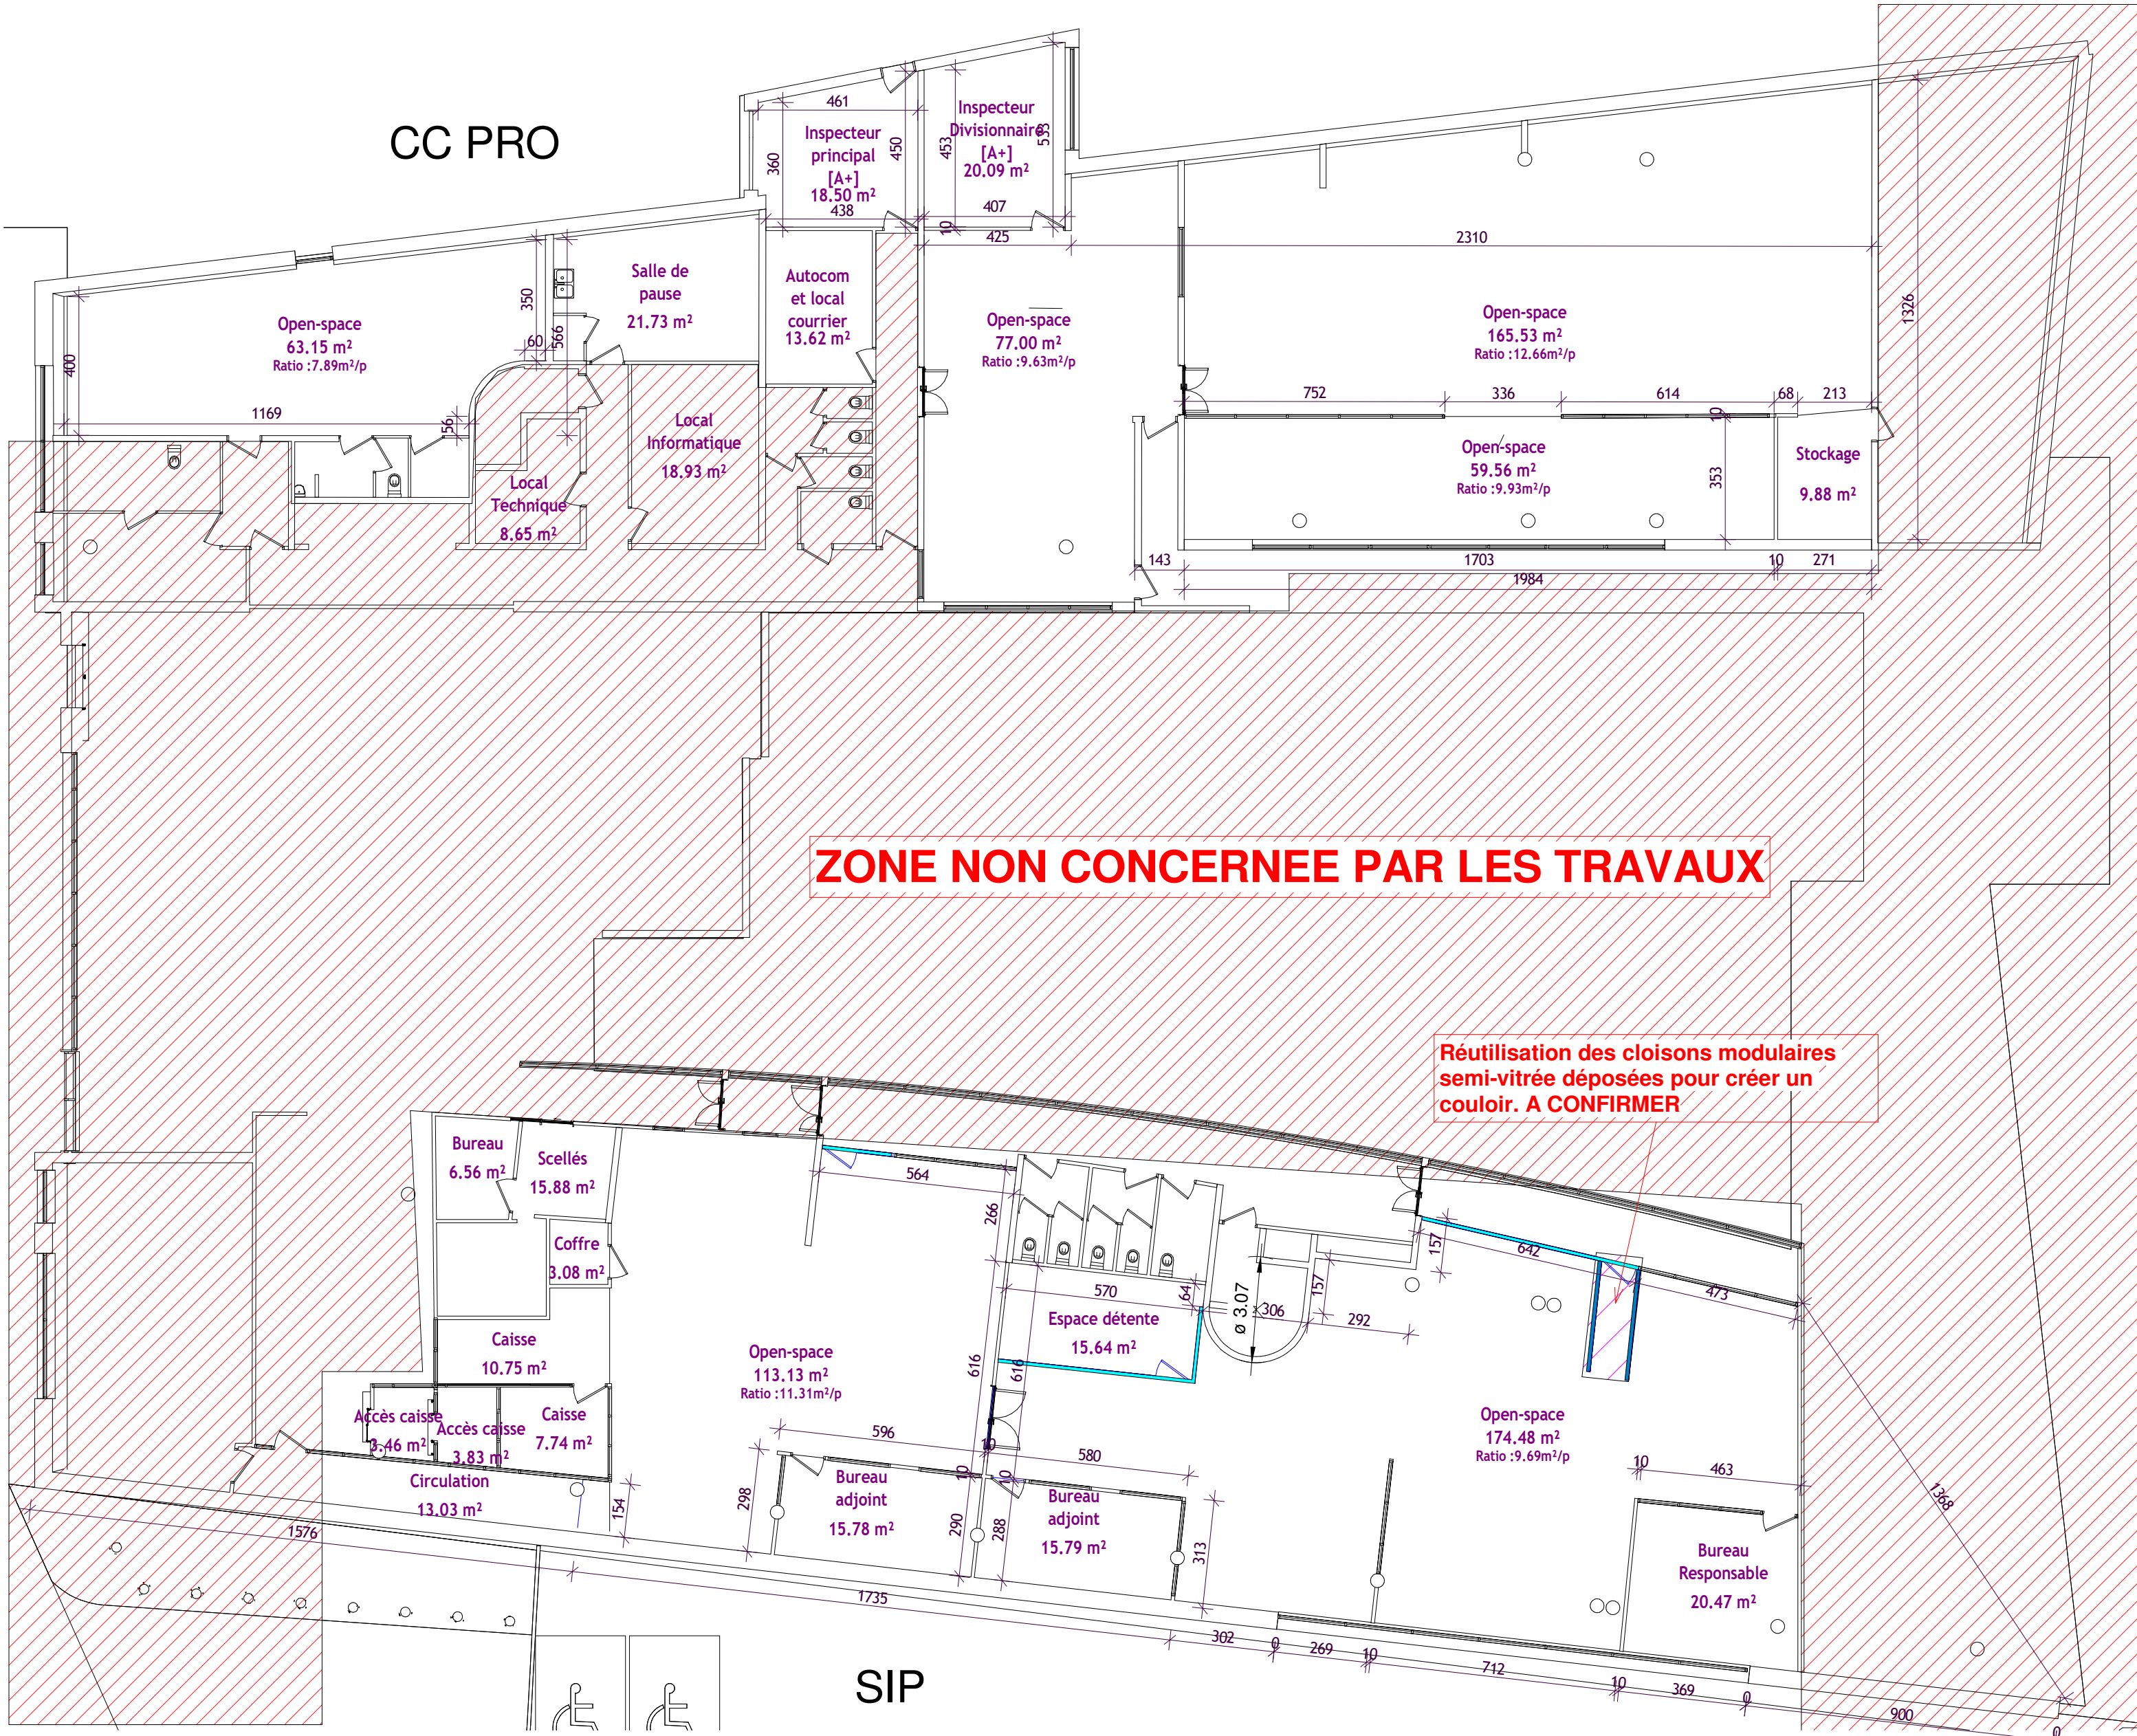 CC PRO
461
360
450
Inspecteur
principal
[A+]
18.50 m²
438
Inspecteur
Divisionnaire
[A+]
20.09 m²
453
533
407
10
425
2310
Open-space
63.15 m²
Ratio :7.89m²/p
400
1169
350
60
566
56
Salle de
pause
21.73 m²
Autocom
et local
courrier
13.62 m²
Open-space
77.00 m²
Ratio :9.63m²/p
Open-space
165.53 m²
Ratio :12.66m²/p
1326
752
336
614
68
213
10
Local
Informatique
18.93 m²
Local
Technique
8.65 m²
Open-space
59.56 m²
Ratio :9.93m²/p
353
Stockage
9.88 m²
143
1703
10
271
1984
ZONE NON CONCERNEE PAR LES TRAVAUX
Réutilisation des cloisons modulaires
semi-vitrée déposées pour créer un
couloir. A CONFIRMER
Bureau
6.56 m²
Scellés
15.88 m²
Coffre
3.08 m²
Caisse
10.75 m²
Accès caisse
3.46 m²
Accès caisse
3.83 m²
Caisse
7.74 m²
Circulation
13.03 m²
154
1576
564
266
570
64
Espace détente
15.64 m²
ø 3.07
306
157
292
157
642
473
Open-space
113.13 m²
Ratio :11.31m²/p
616
616
596
10
580
298
Bureau
adjoint
15.78 m²
10
10
290
288
Bureau
adjoint
15.79 m²
313
Open-space
174.48 m²
Ratio :9.69m²/p
10
463
1368
Bureau
Responsable
20.47 m²
1735
302
0
269
10
712
10
369
0
900
0
SIP